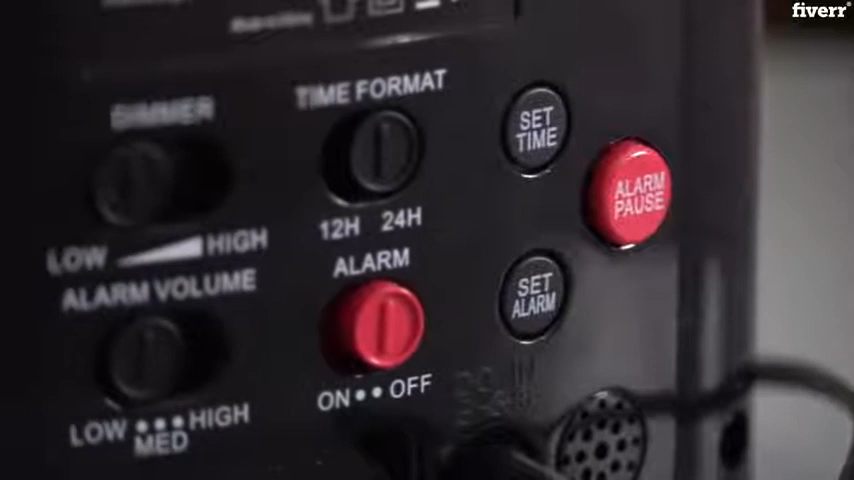 fiverr®
DIMMER
LOW HIGH
TIME FORMAT
12H 24H
SET
TIME
ALARM
PAUSE
ALARM VOLUME
LOW HIGH
MED
ALARM
ON OFF
SET
ALARM